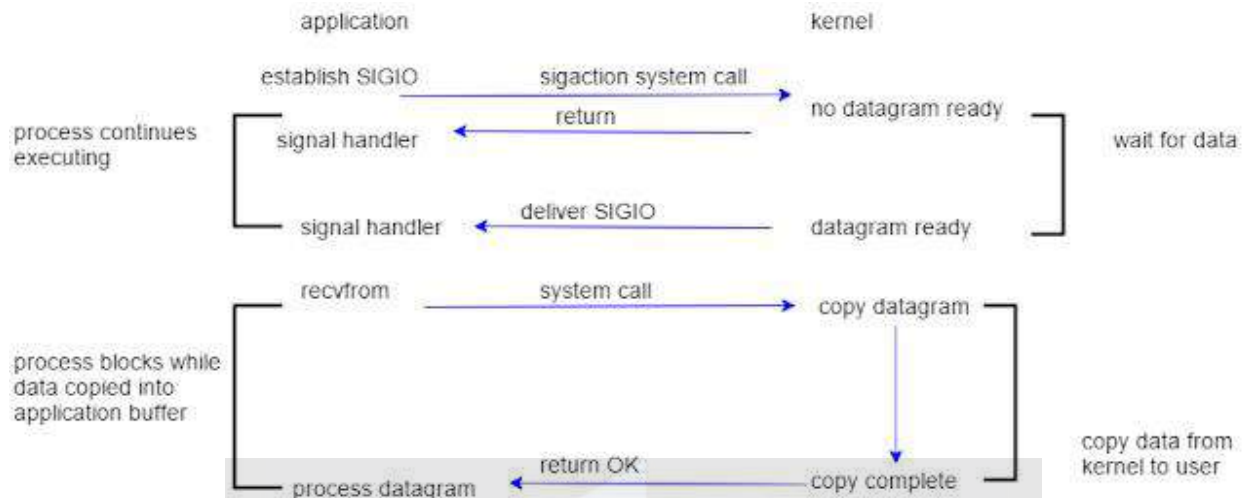 application
kernel
establish SIGIO
sigaction system call
no datagram ready
return
process continues
executing
signal handler
wait for data
deliver SIGIO
signal handler
datagram ready
recvfrom
system call
copy datagram
process blocks while
data copied into
application buffer
copy data from
kernel to user
return OK
process datagram
copy complete